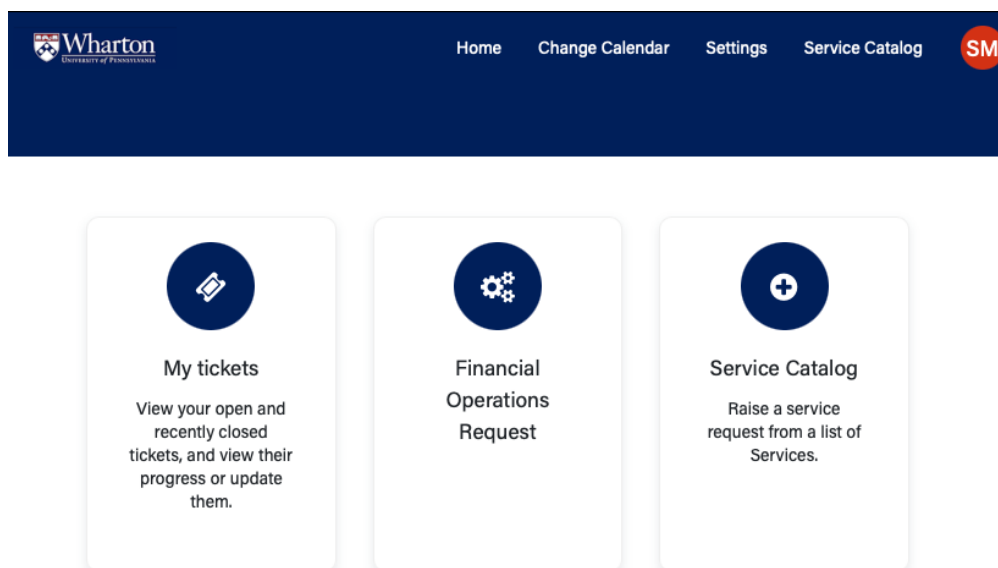 Wharton
UNIVERSITY of PENNSYLVANIA
Home Change Calendar Settings Service Catalog SM
My tickets
View your open and
recently closed
tickets, and view their
progress or update
them.
Financial
Operations
Request
Service Catalog
Raise a service
request from a list of
Services.